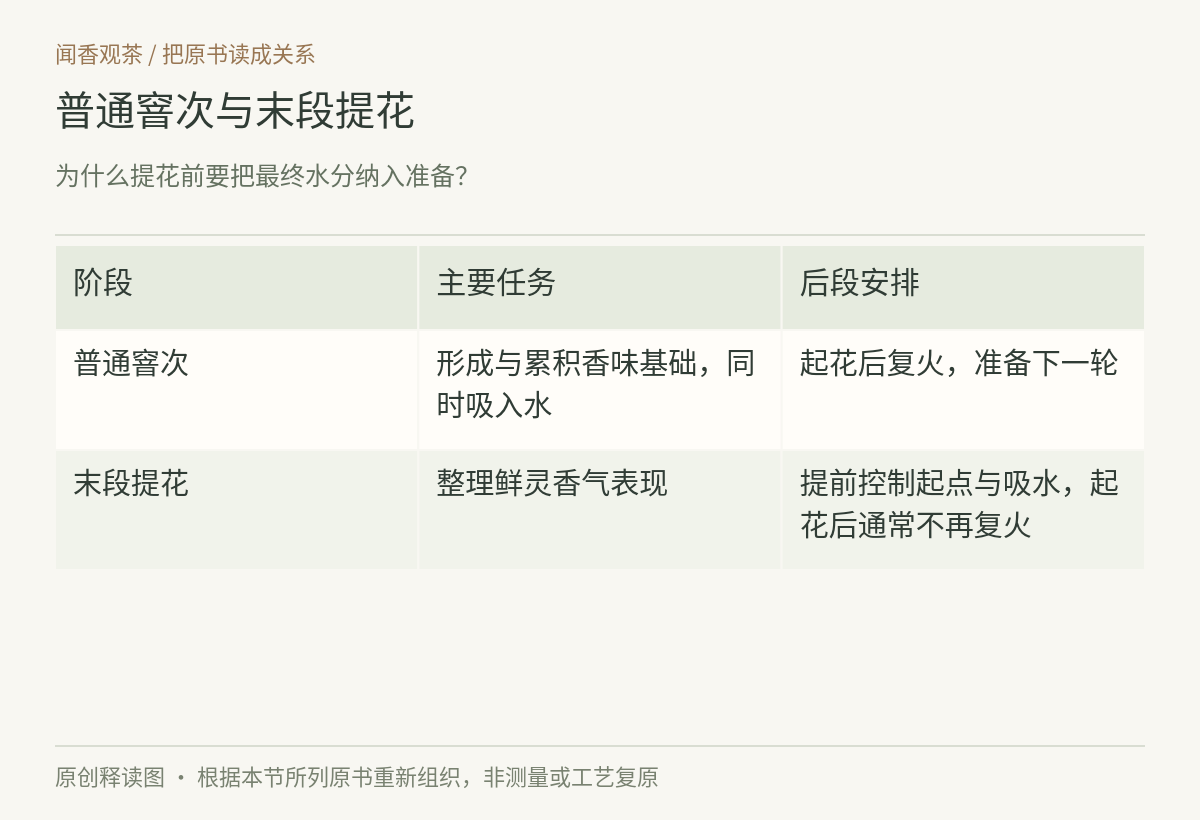 闻香观茶 / 把原书读成关系
普通窨次与末段提花
为什么提花前要把最终水分纳入准备？
阶段
主要任务
后段安排
普通窨次
形成与累积香味基础，同
时吸入水
起花后复火，准备下一轮
末段提花
整理鲜灵香气表现
提前控制起点与吸水，起
花后通常不再复火
原创释读图 · 根据本节所列原书重新组织，非测量或工艺复原